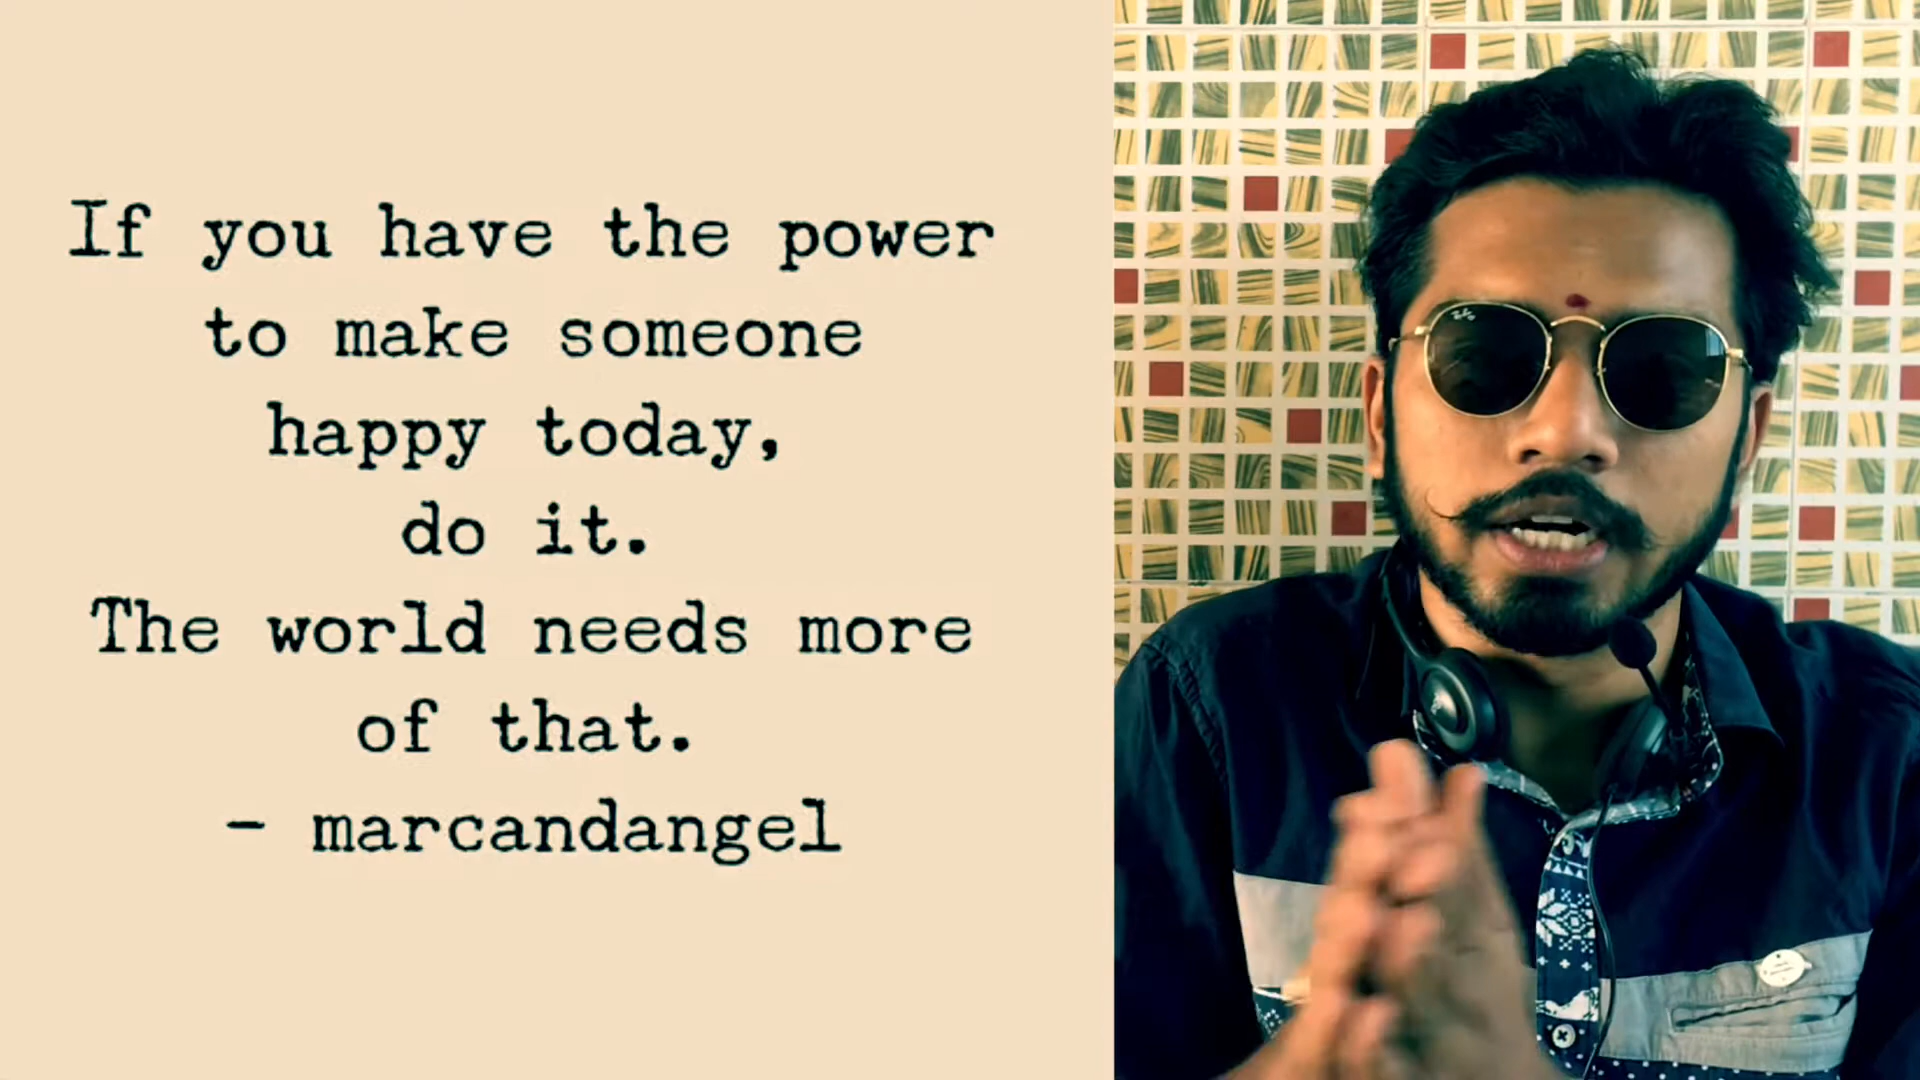 If you have the power
to make someone
happy today,
do it.
The world needs more
of that.
- marcandangel